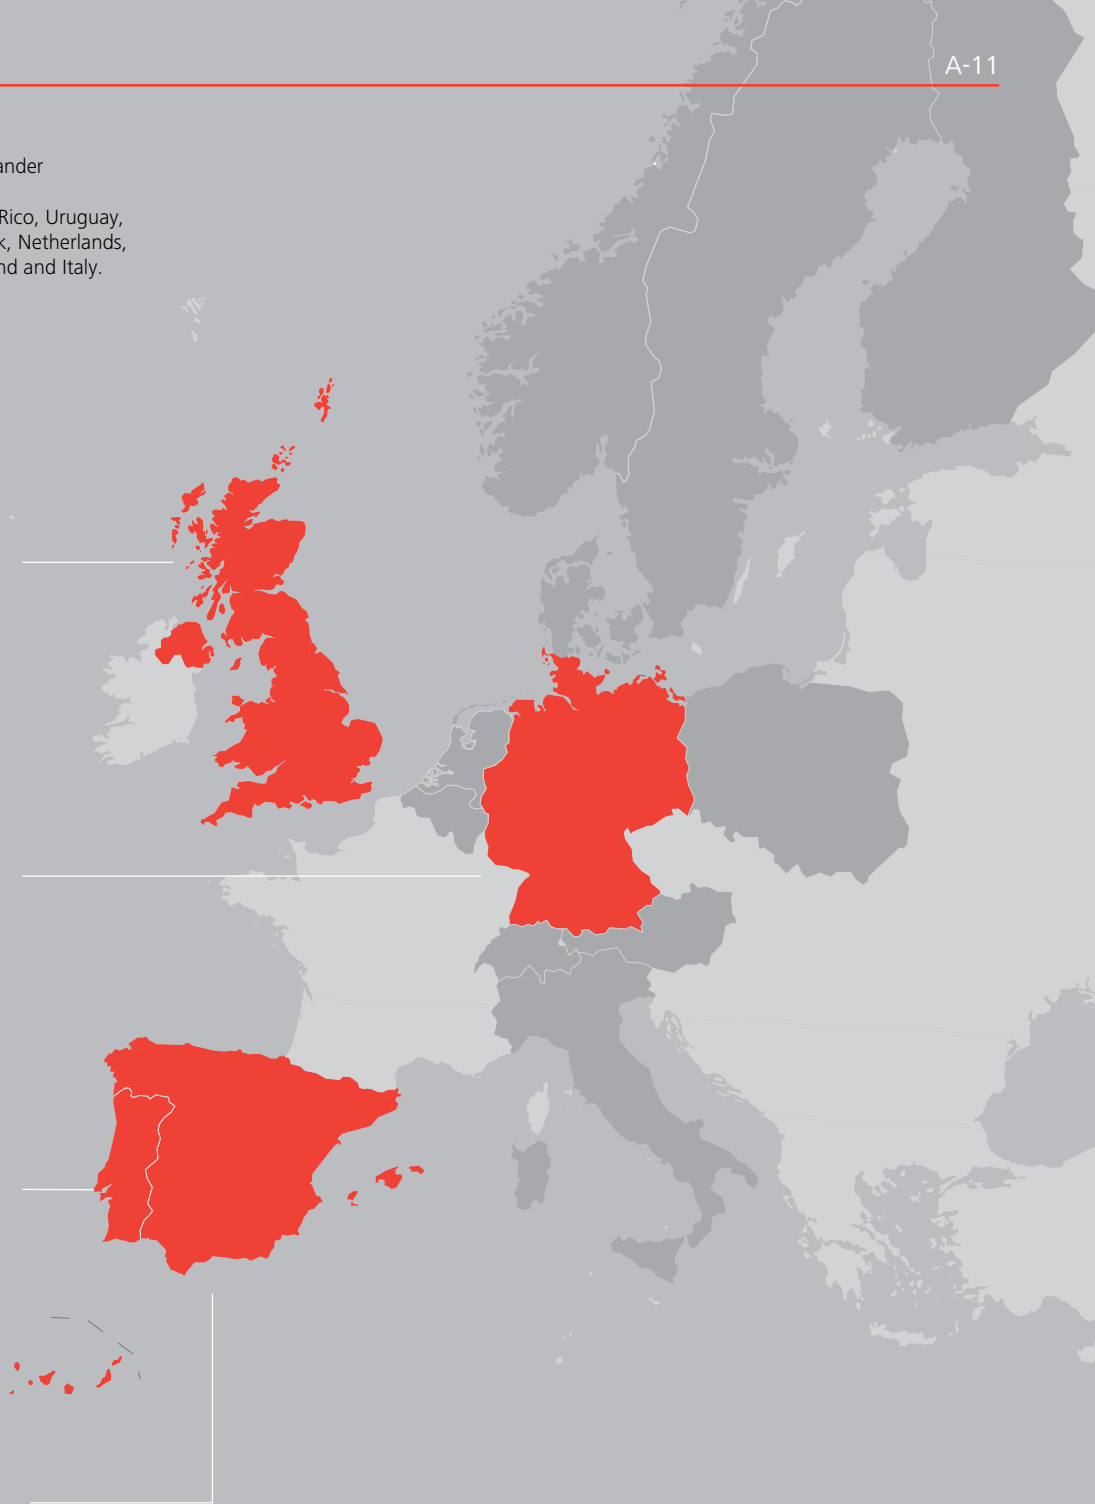 A-11
ander
Rico, Uruguay,
k, Netherlands,
nd and Italy.